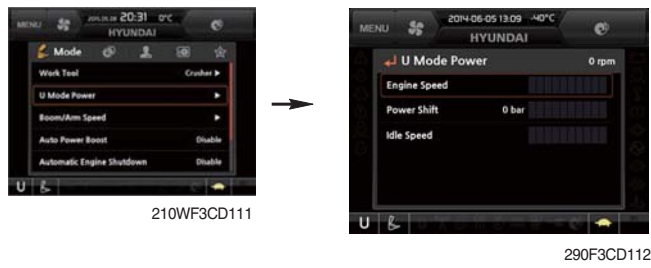 MENU 20:31 0°C
HYUNDAI
Mode
Work Tool Crusher ▶
U Mode Power ▶
Boom/Arm Speed ▶
Auto Power Boost Disable
Automatic Engine Shutdown Disable
U
210WF3CD111
MENU 2014-06-05 13:09 -40°C
HYUNDAI
U Mode Power 0 rpm
Engine Speed
Power Shift 0 bar
Idle Speed
U
290F3CD112